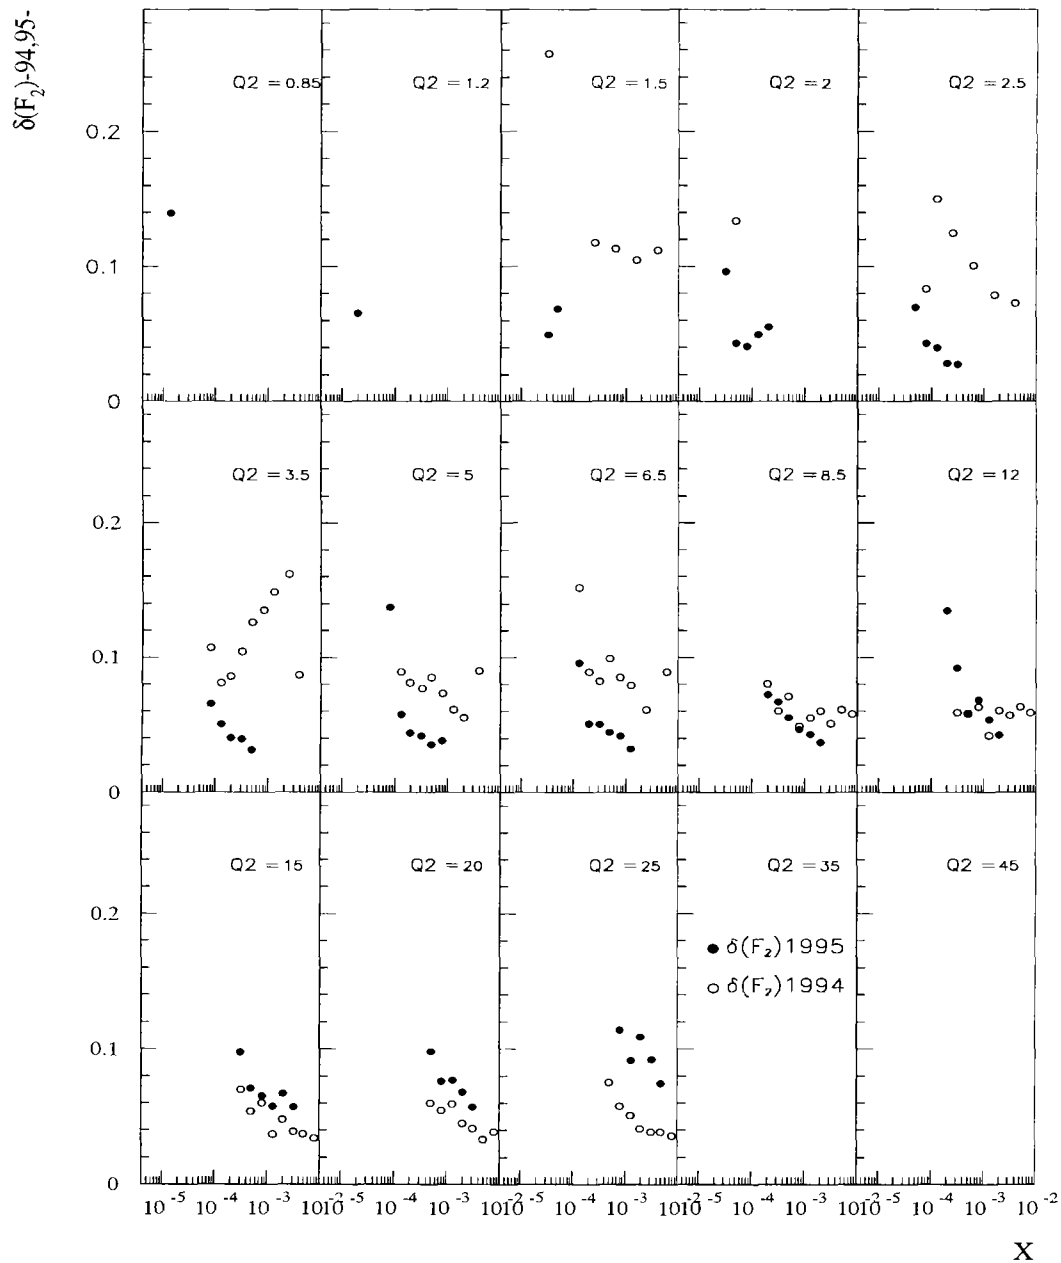 δ(F₂)-94,95-
Q2 = 0.85 Q2 = 1.2 Q2 = 1.5 Q2 = 2 Q2 = 2.5
0.2
0.1
0
Q2 = 3.5 Q2 = 5 Q2 = 6.5 Q2 = 8.5 Q2 = 12
0.2
0.1
0
Q2 = 15 Q2 = 20 Q2 = 25 Q2 = 35 Q2 = 45
0.2
δ(F₂)1995
δ(F₂)1994
0.1
0
10⁻⁵ 10⁻⁴ 10⁻³ 10⁻⁵ 10⁻⁴ 10⁻³ 10⁻⁵ 10⁻⁴ 10⁻³ 10⁻⁵ 10⁻⁴ 10⁻³ 10⁻⁵ 10⁻⁴ 10⁻³ 10⁻²
X